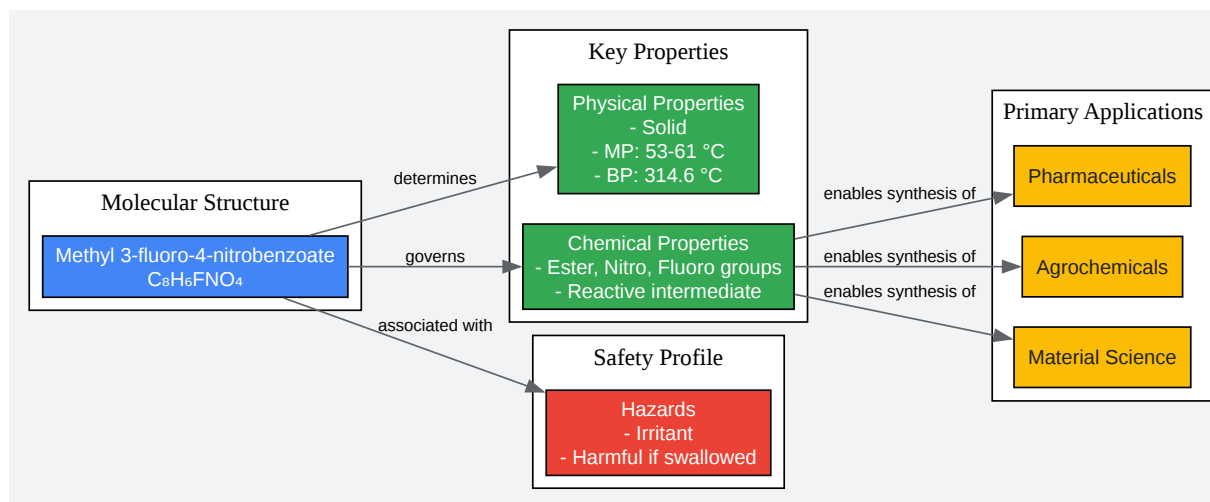 Molecular Structure
Methyl 3-fluoro-4-nitrobenzoate
C₈H₆FNO₄
determines
governs
associated with
Key Properties
Physical Properties
- Solid
- MP: 53-61 °C
- BP: 314.6 °C
Chemical Properties
- Ester, Nitro, Fluoro groups
- Reactive intermediate
Safety Profile
Hazards
- Irritant
- Harmful if swallowed
enables synthesis of
enables synthesis of
enables synthesis of
Primary Applications
Pharmaceuticals
Agrochemicals
Material Science